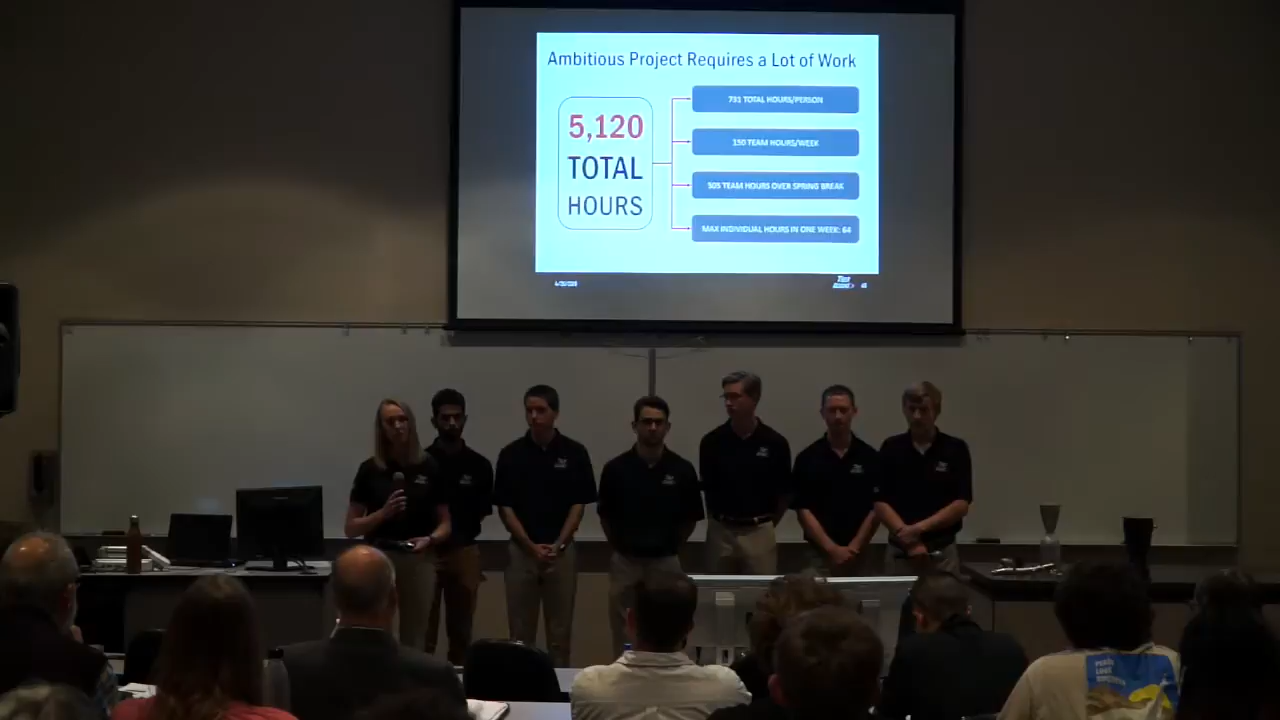 Ambitious Project Requires a Lot of Work
5,120
TOTAL
HOURS
731 TOTAL HOURS/PERSON
150 TEAM HOURS/WEEK
505 TEAM HOURS OVER SPRING BREAK
MAX INDIVIDUAL HOURS IN ONE WEEK: 64